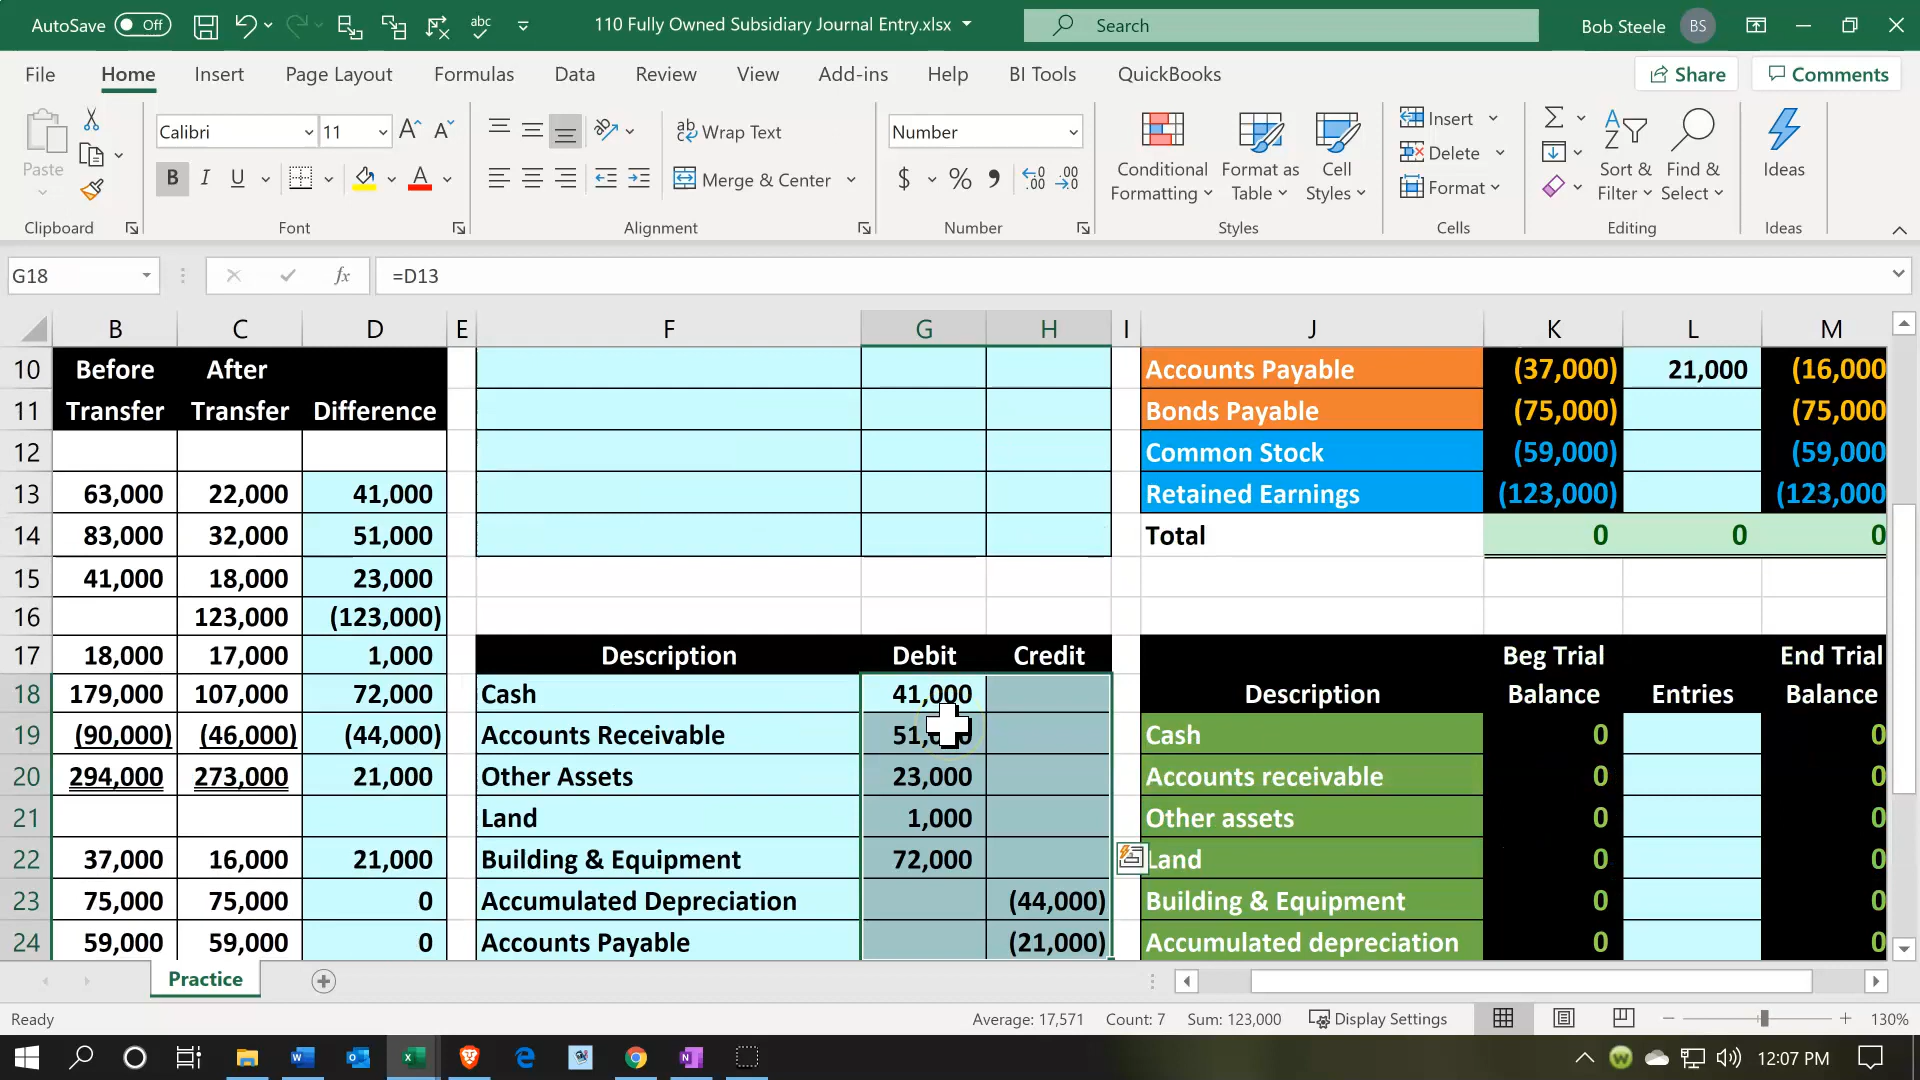 AutoSave Off 110 Fully Owned Subsidiary Journal Entry.xlsx Search Bob Steele BS
File Home Insert Page Layout Formulas Data Review View Add-ins Help BI Tools QuickBooks Share Comments
Paste Calibri 11 Wrap Text Number Conditional Format as Cell Insert Sort & Find & Ideas
Merge & Center Formatting Table Styles Delete Filter Select
Format
Clipboard Font Alignment Number Styles Cells Editing Ideas
G18 fx =D13
B C D E F G H I J K L M
10 Before After Accounts Payable (37,000) 21,000 (16,000
11 Transfer Transfer Difference Bonds Payable (75,000) (75,000
12 Common Stock (59,000) (59,000
13 63,000 22,000 41,000 Retained Earnings (123,000) (123,000
14 83,000 32,000 51,000 Total 0 0 0
15 41,000 18,000 23,000
16 123,000 (123,000)
17 18,000 17,000 1,000 Description Debit Credit Beg Trial End Trial
18 179,000 107,000 72,000 Cash 41,000 Description Balance Entries Balance
19 (90,000) (46,000) (44,000) Accounts Receivable Cash 0 0
20 294,000 273,000 21,000 Other Assets 23,000 Accounts receivable 0 0
21 Land 1,000 Other assets 0 0
22 37,000 16,000 21,000 Building & Equipment 72,000 Land 0 0
23 75,000 75,000 0 Accumulated Depreciation (44,000) Building & Equipment 0 0
24 59,000 59,000 0 Accounts Payable (21,000) Accumulated depreciation 0 0
Practice
Ready Average: 17,571 Count: 7 Sum: 123,000 Display Settings 130%
12:07 PM